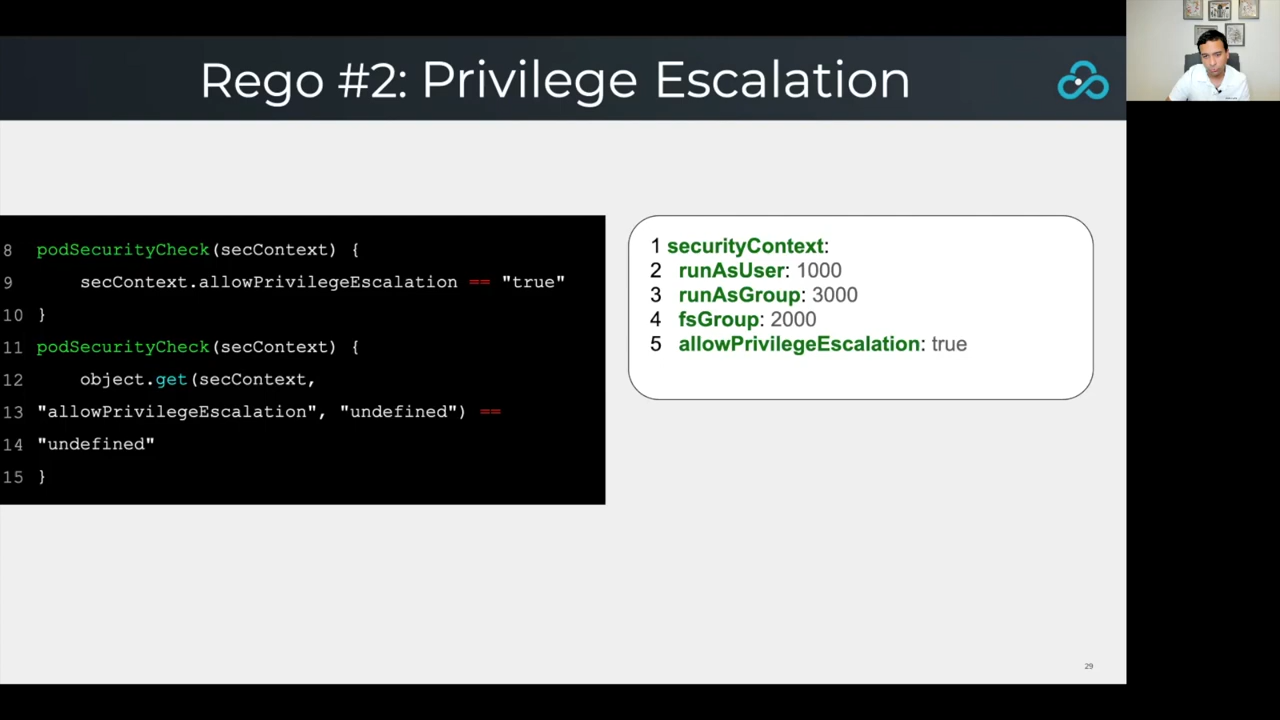 Rego #2: Privilege Escalation
8 podSecurityCheck(secContext) {
9 secContext.allowPrivilegeEscalation == "true"
10 }
11 podSecurityCheck(secContext) {
12 object.get(secContext,
13 "allowPrivilegeEscalation", "undefined") ==
14 "undefined"
15 }
1 securityContext:
2 runAsUser: 1000
3 runAsGroup: 3000
4 fsGroup: 2000
5 allowPrivilegeEscalation: true
29